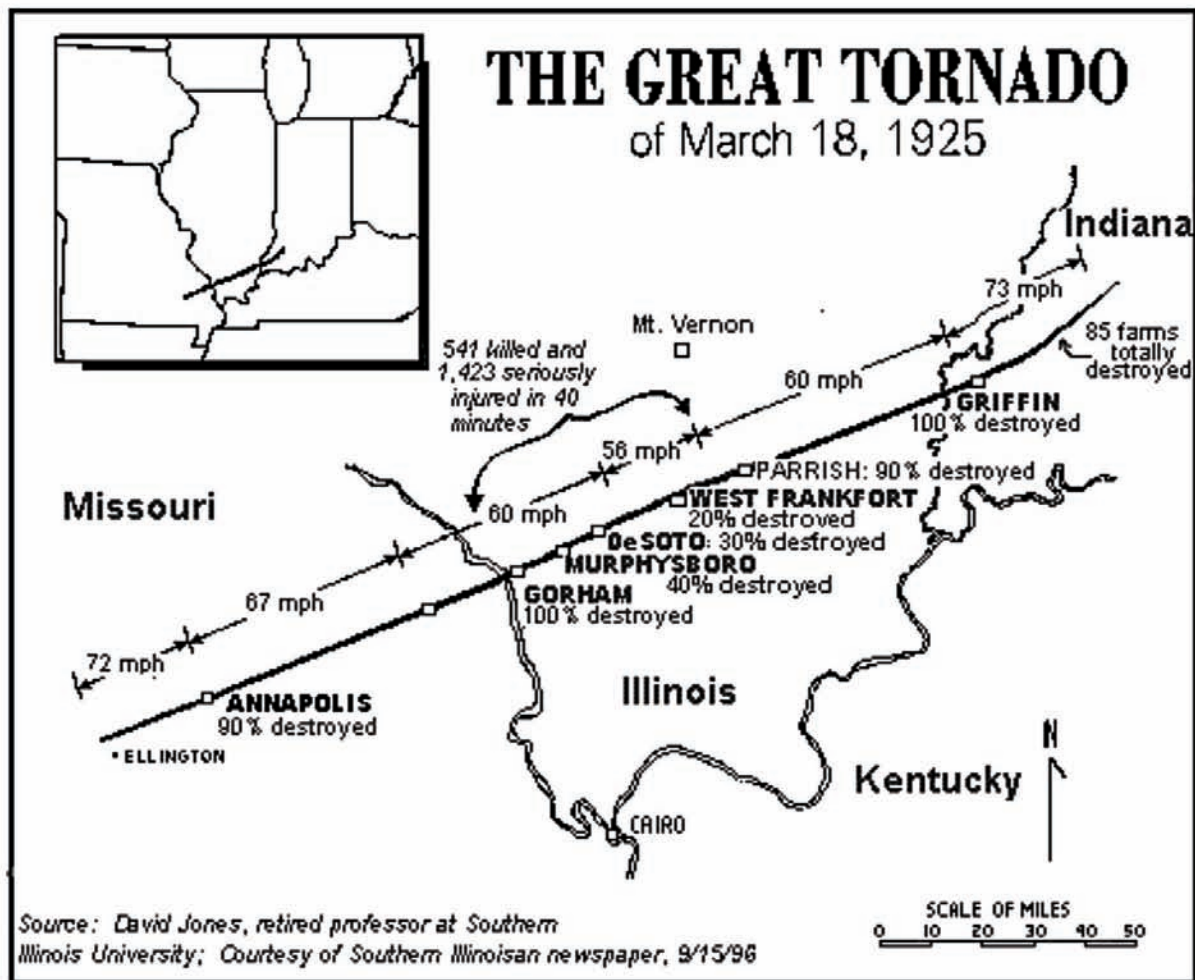 THE GREAT TORNADO
of March 18, 1925
Indiana
73 mph
Mt. Vernon
85 farms
totally
destroyed
541 killed and
1,423 seriously
injured in 40
minutes
60 mph
GRIFFIN
100% destroyed
56 mph
PARRISH: 90% destroyed
Missouri
WEST FRANKFORT
20% destroyed
60 mph
DeSOTO: 30% destroyed
MURPHYSBORO
40% destroyed
GORHAM
100% destroyed
67 mph
72 mph
Illinois
ANNAPOLIS
90% destroyed
N
ELLINGTON
Kentucky
CAIRO
Source: David Jones, retired professor at Southern
Illinois University; Courtesy of Southern Illinoisan newspaper, 9/15/96
SCALE OF MILES
0 10 20 30 40 50